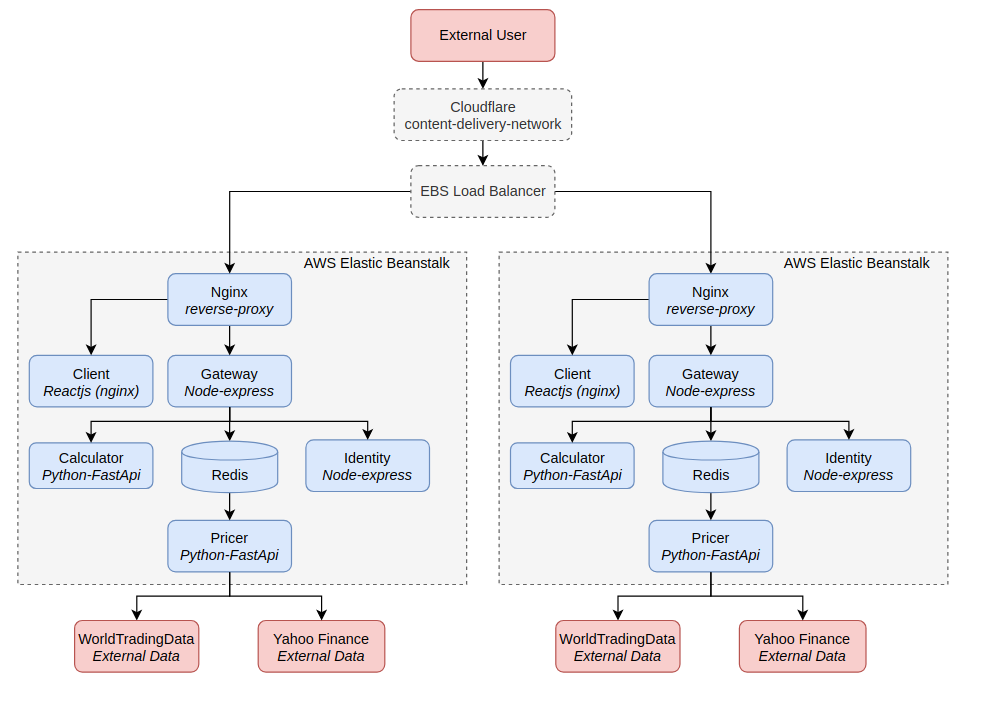 External User
Cloudflare
content-delivery-network
EBS Load Balancer
AWS Elastic Beanstalk
Nginx
reverse-proxy
Client
Reactjs (nginx)
Gateway
Node-express
Calculator
Python-FastApi
Redis
Identity
Node-express
Pricer
Python-FastApi
WorldTradingData
External Data
Yahoo Finance
External Data
AWS Elastic Beanstalk
Nginx
reverse-proxy
Client
Reactjs (nginx)
Gateway
Node-express
Calculator
Python-FastApi
Redis
Identity
Node-express
Pricer
Python-FastApi
WorldTradingData
External Data
Yahoo Finance
External Data